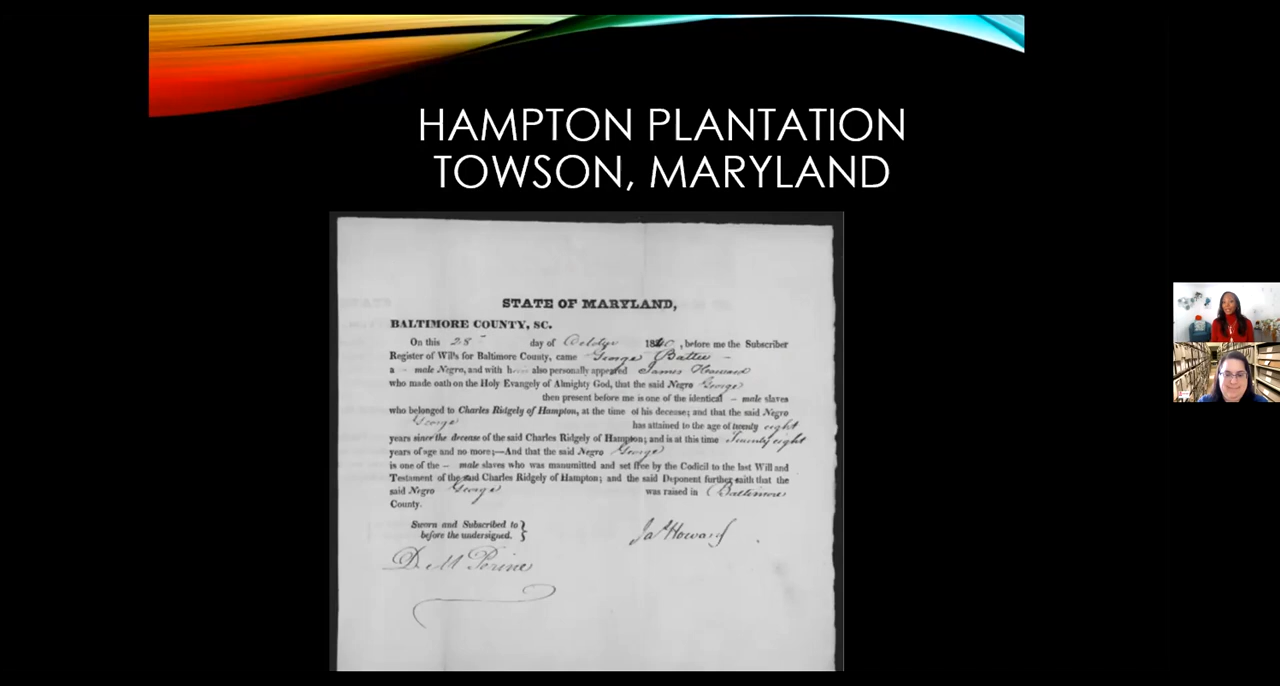 HAMPTON PLANTATION
TOWSON, MARYLAND
STATE OF MARYLAND,
BALTIMORE COUNTY, SC.
On this 28 day of October 1840, before me the Subscriber
Register of Wills for Baltimore County, came George Battie
a male Negro, and with h also personally appeared James Howard
who made oath on the Holy Evangely of Almighty God, that the said Negro George
then present before me is one of the identical male slaves
who belonged to Charles Ridgely of Hampton, at the time of his decease; and that the said Negro
George has attained to the age of twenty eight
years since the decease of the said Charles Ridgely of Hampton; and is at this time Twenty eight
years of age and no more;—And that the said Negro George
is one of the male slaves who was manumitted and set free by the Codicil to the last Will and
Testament of the said Charles Ridgely of Hampton; and the said Deponent further saith that the
said Negro George was raised in Baltimore
County.
Sworn and Subscribed to }
before the undersigned.
Jas Howard
D. M. Perine